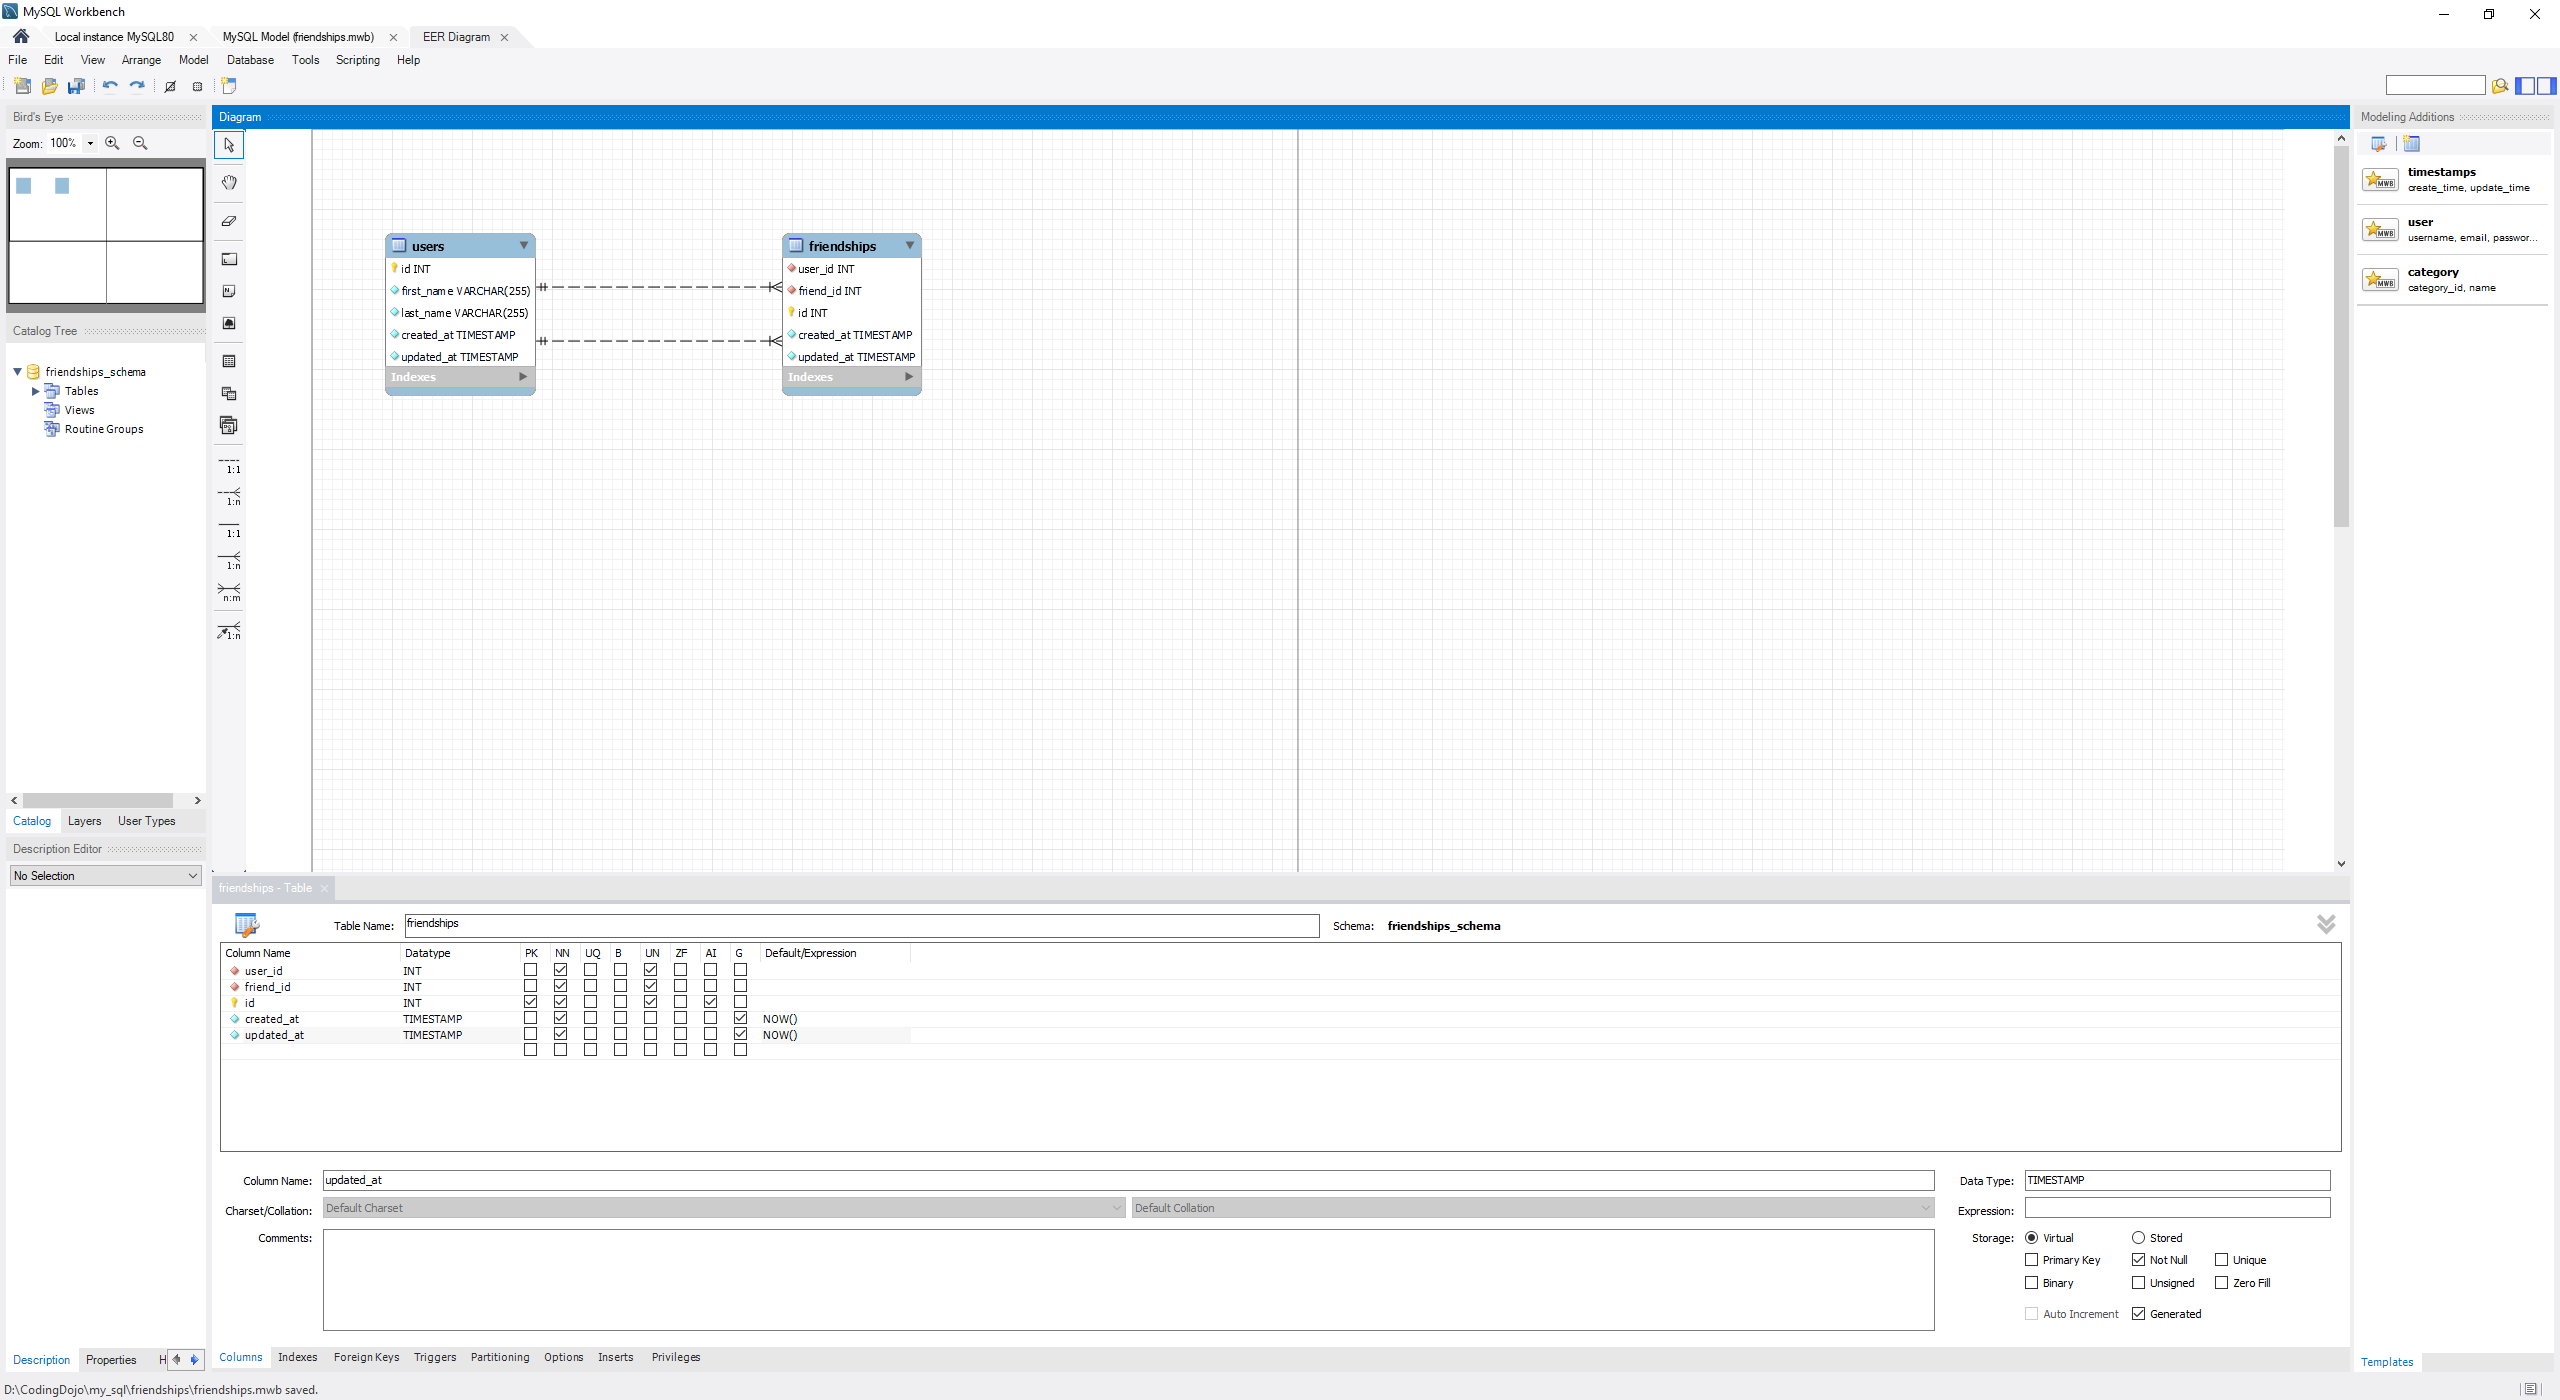 MySQL Workbench
Local instance MySQL80
MySQL Model (friendships.mwb)
EER Diagram
File Edit View Arrange Model Database Tools Scripting Help
Bird's Eye
Zoom: 100%
Catalog Tree
friendships_schema
Tables
Views
Routine Groups
Catalog Layers User Types
Description Editor
No Selection
Description Properties H
Diagram
1:1
1:n
1:1
1:n
n:m
1:n
users
id INT
first_name VARCHAR(255)
last_name VARCHAR(255)
created_at TIMESTAMP
updated_at TIMESTAMP
Indexes
friendships
user_id INT
friend_id INT
id INT
created_at TIMESTAMP
updated_at TIMESTAMP
Indexes
Modeling Additions
timestamps
create_time, update_time
user
username, email, passwor...
category
category_id, name
Templates
friendships - Table
Table Name: friendships
Schema: friendships_schema
Column Name Datatype PK NN UQ B UN ZF AI G Default/Expression
user_id INT
friend_id INT
id INT
created_at TIMESTAMP NOW()
updated_at TIMESTAMP NOW()
Column Name: updated_at
Data Type: TIMESTAMP
Charset/Collation: Default Charset Default Collation
Expression:
Comments:
Storage: Virtual Stored
Primary Key Not Null Unique
Binary Unsigned Zero Fill
Auto Increment Generated
Columns Indexes Foreign Keys Triggers Partitioning Options Inserts Privileges
D:\CodingDojo\my_sql\friendships\friendships.mwb saved.